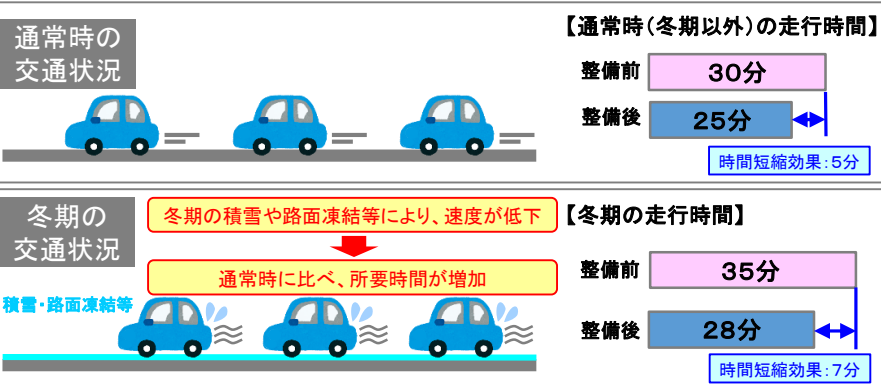 通常時の
交通状況
【通常時(冬期以外)の走行時間】
整備前
30分
整備後
25分
時間短縮効果:5分
冬期の
交通状況
冬期の積雪や路面凍結等により、速度が低下
通常時に比べ、所要時間が増加
積雪・路面凍結等
【冬期の走行時間】
整備前
35分
整備後
28分
時間短縮効果:7分